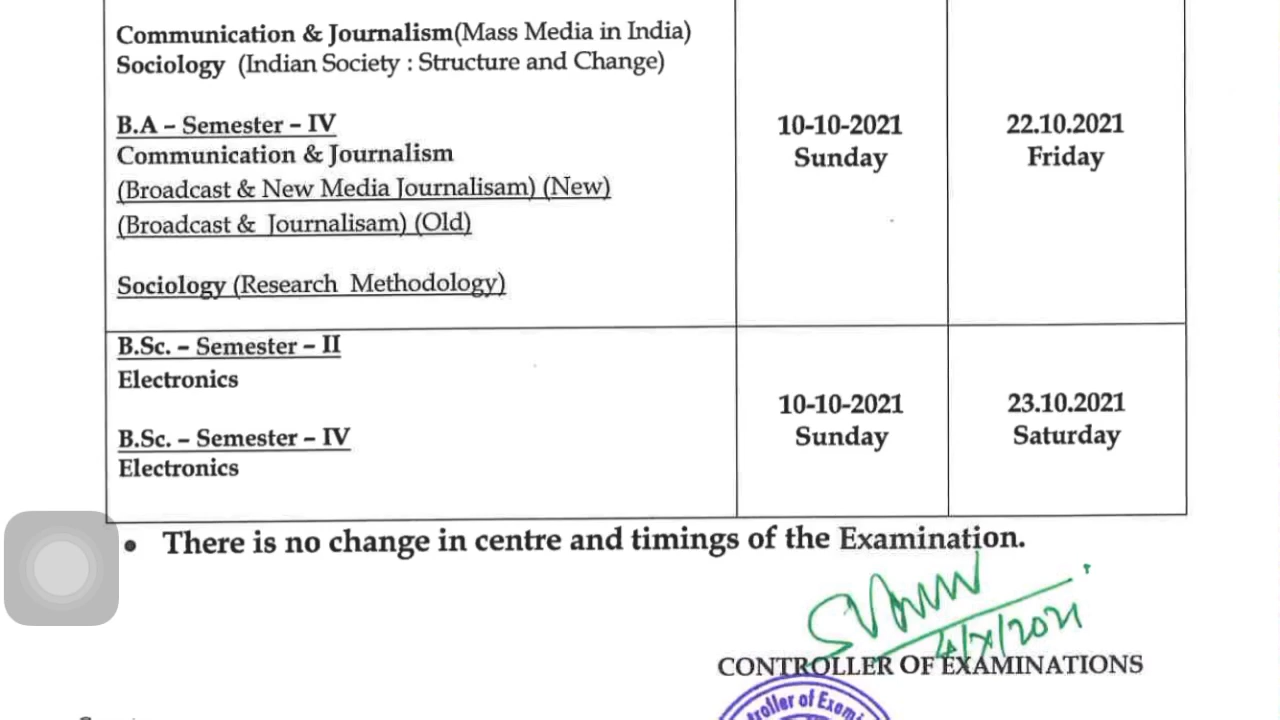 Communication & Journalism(Mass Media in India)
Sociology (Indian Society : Structure and Change)
B.A – Semester – IV
Communication & Journalism
(Broadcast & New Media Journalisam) (New)
(Broadcast & Journalisam) (Old)
Sociology (Research Methodology)
10-10-2021
Sunday
22.10.2021
Friday
B.Sc. – Semester – II
Electronics
B.Sc. – Semester – IV
Electronics
10-10-2021
Sunday
23.10.2021
Saturday
• There is no change in centre and timings of the Examination.
4/X/2021
CONTROLLER OF EXAMINATIONS